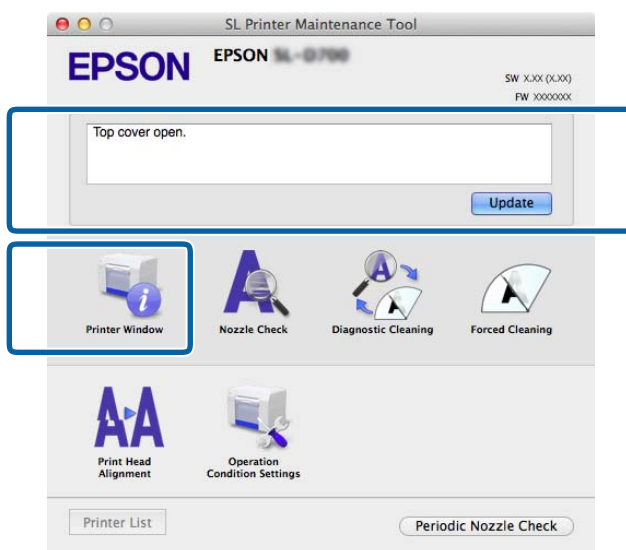 SL Printer Maintenance Tool
EPSON
EPSON
SW X.XX (X.XX)
FW XXXXXXX
Top cover open.
Update
Printer Window
Nozzle Check
Diagnostic Cleaning
Forced Cleaning
Print Head
Alignment
Operation
Condition Settings
Printer List
Periodic Nozzle Check